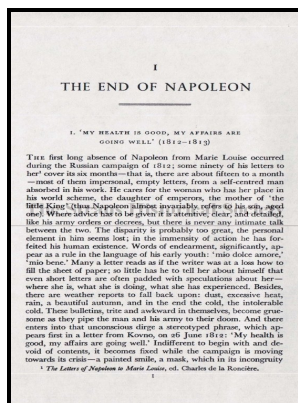 I
THE END OF NAPOLEON
1. 'MY HEALTH IS GOOD, MY AFFAIRS ARE
GOING WELL' (1812–1813)
THE first long absence of Napoleon from Marie Louise occurred
during the Russian campaign of 1812; some ninety of his letters to
her¹ cover its six months—that is, there are about fifteen to a month
—most of them impersonal, empty letters, from a self-centred man
absorbed in his work. He cares for the woman who has her place in
his world scheme, the daughter of emperors, the mother of 'the
little King' (thus Napoleon almost invariably refers to his son, aged
one). Where advice has to be given it is attentive, clear, and detailed,
like his army orders or decrees, but there is never any intimate talk
between the two. The disparity is probably too great, the personal
element in him seems lost; in the immensity of action he has for-
feited his human existence. Words of endearment, significantly, ap-
pear as a rule in the language of his early youth: 'mio dolce amore,'
'mio bene.' Many a letter reads as if the writer was at a loss how to
fill the sheet of paper; so little has he to tell her about himself that
even short letters are often padded with speculations about her—
where she is, what she is doing, what she has experienced. Besides,
there are weather reports to fall back upon: dust, excessive heat,
rain, a beautiful autumn, and in the end the cold, the intolerable
cold. These bulletins, trite and awkward in themselves, become grue-
some as they pipe the man and his army to their doom. And there
enters into that unconscious dirge a stereotyped phrase, which ap-
pears first in a letter from Kovno, on 26 June 1812: 'My health is
good, my affairs are going well.' Indifferent to begin with and de-
void of contents, it becomes fixed while the campaign is moving
towards its crisis—a painted smile, a mask, which in its incongruity
¹ The Letters of Napoleon to Marie Louise, ed. Charles de la Roncière.
1